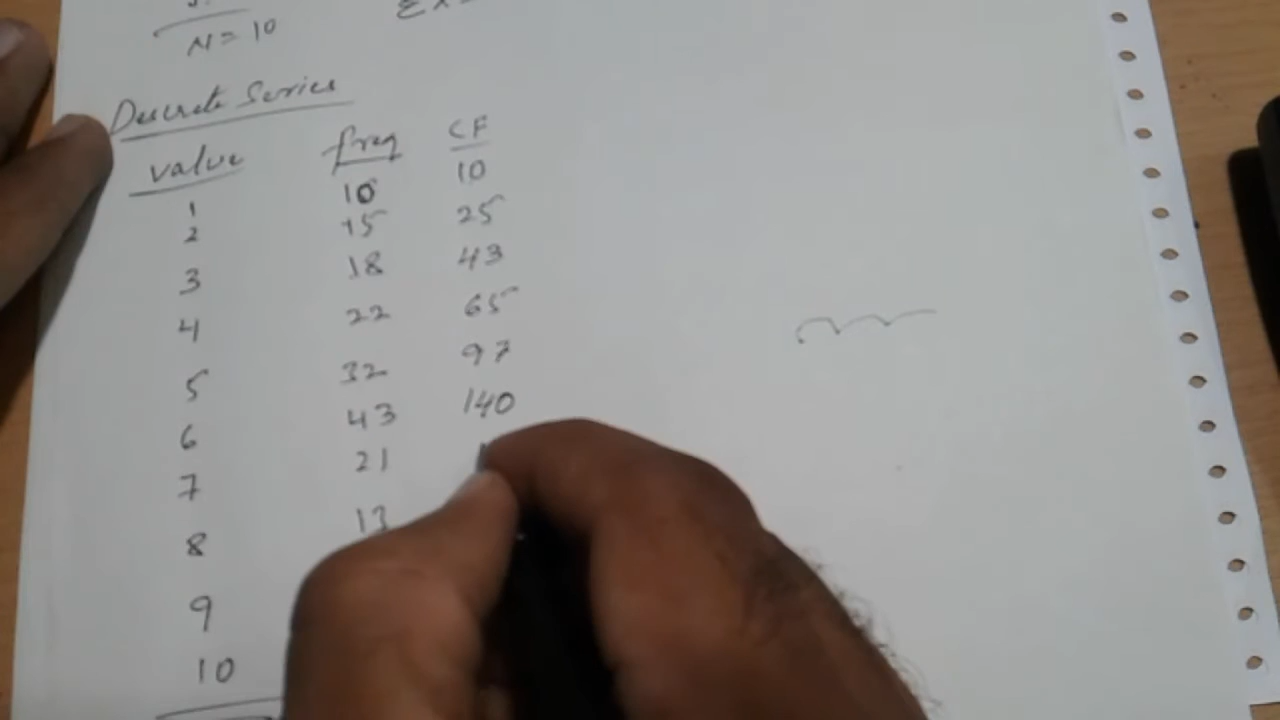 N = 10
Σx
Discrete Series
value freq CF
1 10 10
2 15 25
3 18 43
4 22 65
5 32 97
6 43 140
7 21
8 13
9
10